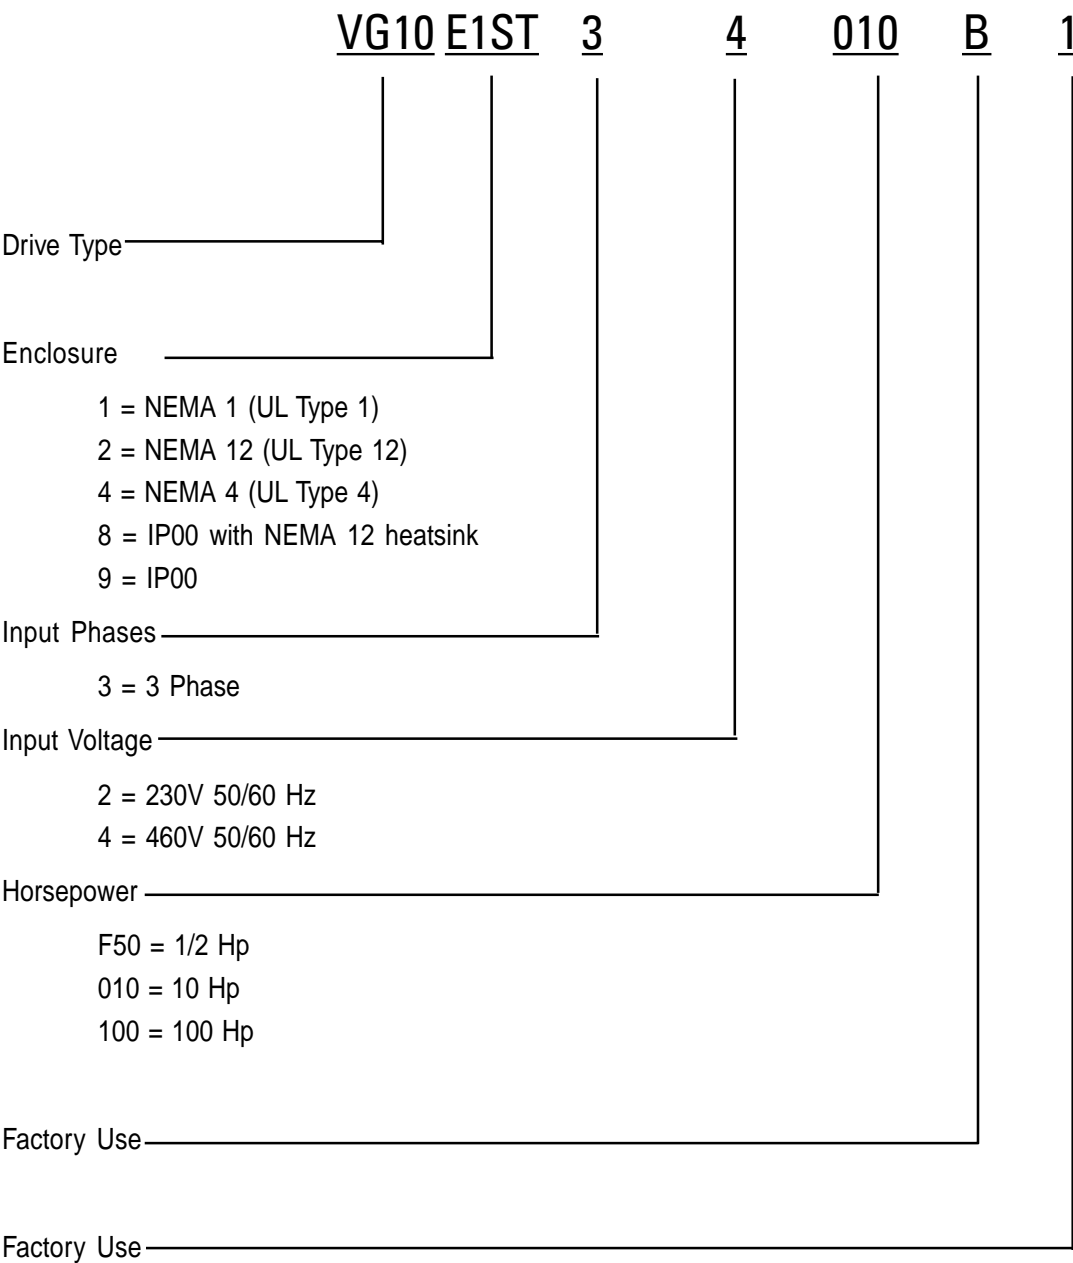 VG10 E1ST 3 4 010 B 1
Drive Type
Enclosure
1 = NEMA 1 (UL Type 1)
2 = NEMA 12 (UL Type 12)
4 = NEMA 4 (UL Type 4)
8 = IP00 with NEMA 12 heatsink
9 = IP00
Input Phases
3 = 3 Phase
Input Voltage
2 = 230V 50/60 Hz
4 = 460V 50/60 Hz
Horsepower
F50 = 1/2 Hp
010 = 10 Hp
100 = 100 Hp
Factory Use
Factory Use